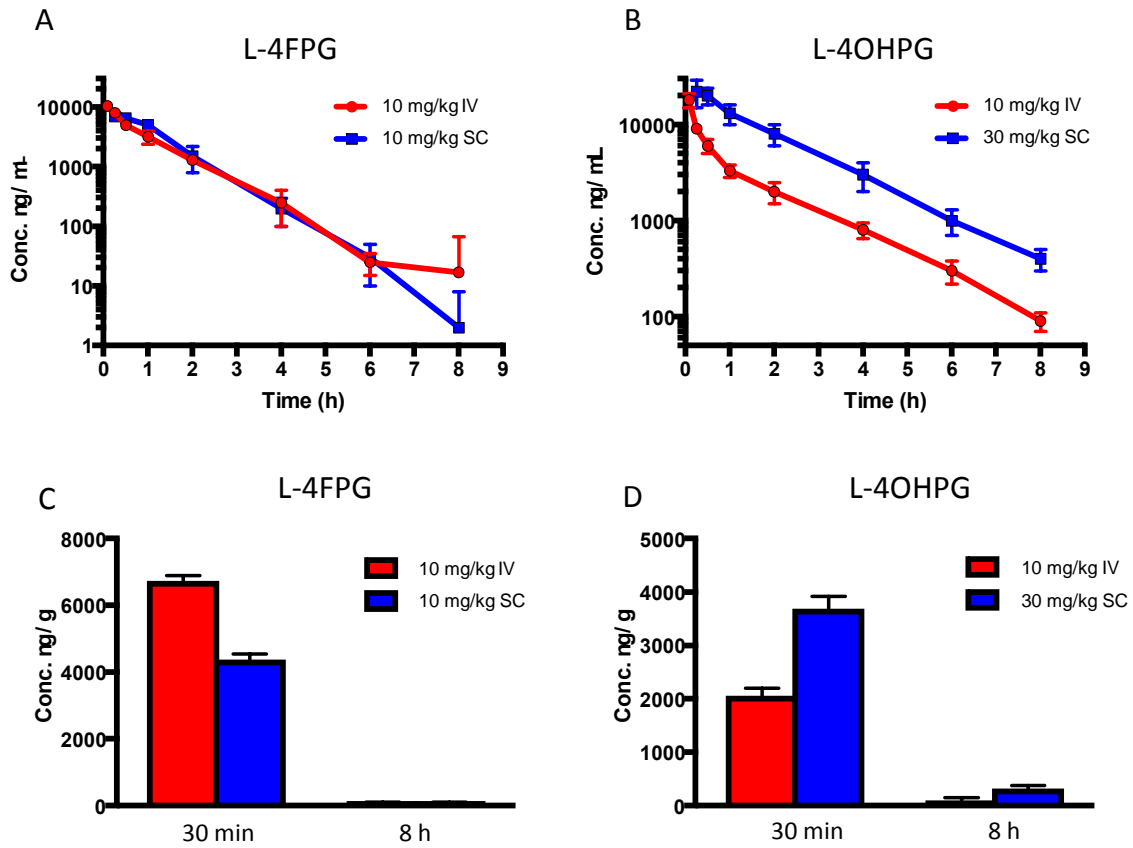 A
L-4FPG
10000
1000
100
10
1
Conc. ng/ mL
10 mg/kg IV
10 mg/kg SC
0 1 2 3 4 5 6 7 8 9
Time (h)
B
L-4OHPG
10000
1000
100
Conc. ng/ mL
10 mg/kg IV
30 mg/kg SC
0 1 2 3 4 5 6 7 8 9
Time (h)
C
L-4FPG
8000
6000
4000
2000
0
Conc. ng/ g
10 mg/kg IV
10 mg/kg SC
30 min 8 h
D
L-4OHPG
5000
4000
3000
2000
1000
0
Conc. ng/ g
10 mg/kg IV
30 mg/kg SC
30 min 8 h